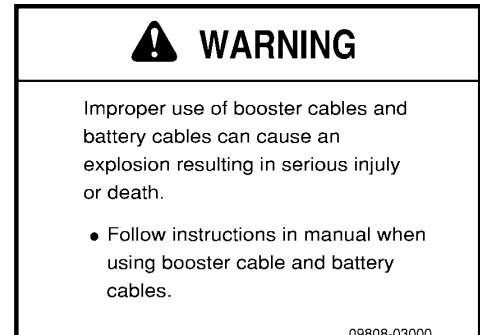 WARNING
Improper use of booster cables and
battery cables can cause an
explosion resulting in serious injuly
or death.
● Follow instructions in manual when
using booster cable and battery
cables.
09808-03000